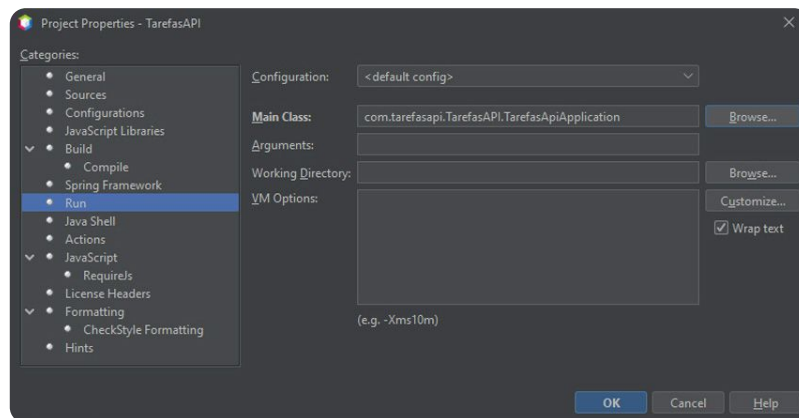 Project Properties - TarefasAPI
Categories:
General
Sources
Configurations
JavaScript Libraries
Build
Compile
Spring Framework
Run
Java Shell
Actions
JavaScript
RequireJs
License Headers
Formatting
CheckStyle Formatting
Hints
Configuration: <default config>
Main Class: com.tarefasapi.TarefasAPI.TarefasApiApplication Browse...
Arguments:
Working Directory: Browse...
VM Options: Customize...
Wrap text
(e.g. -Xms10m)
OK Cancel Help